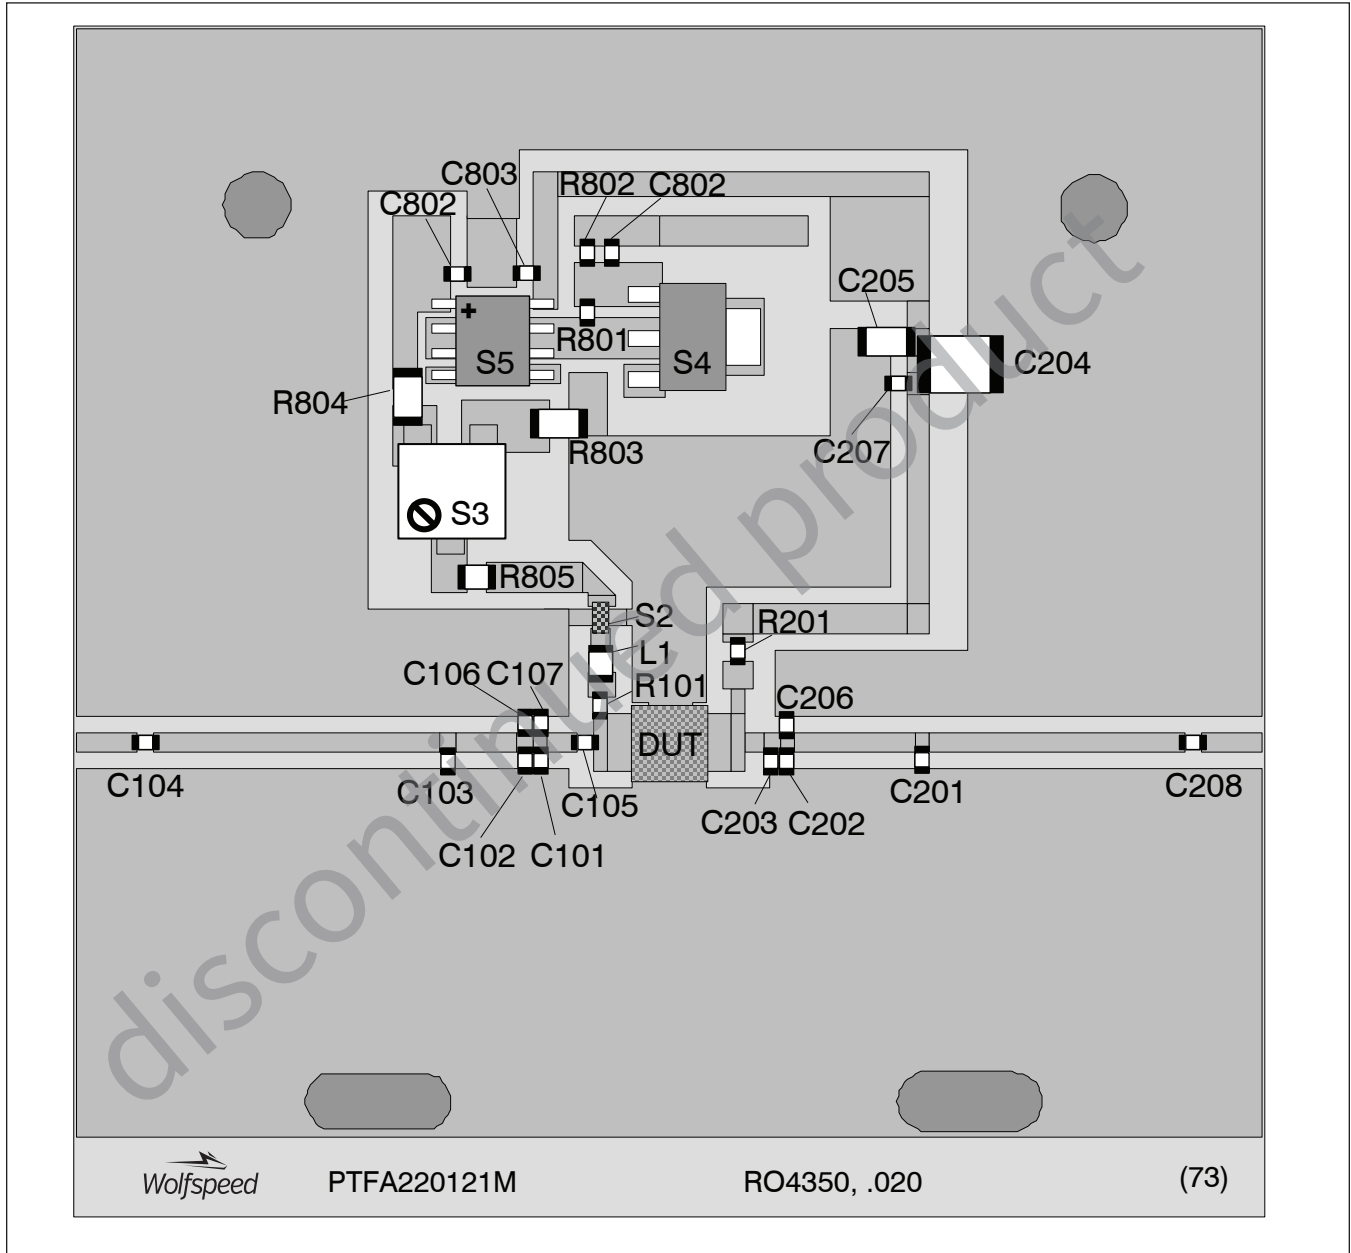 C803
R802 C802
C802
C205
R801
S5
S4
C204
R804
C207
R803
S3
R805
S2
R201
L1
C106 C107
R101
C206
DUT
C104
C103
C105
C201
C208
C203 C202
C102 C101
discontinued product
Wolfspeed
PTFA220121M
RO4350, .020
(73)